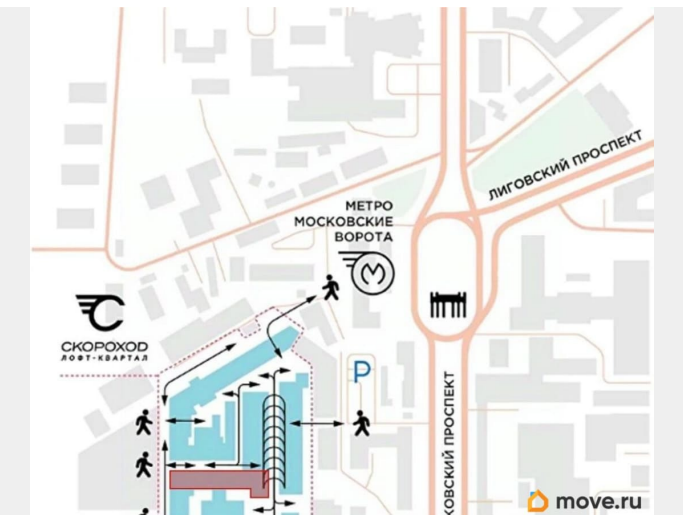 ЛИГОВСКИЙ ПРОСПЕКТ
МЕТРО
МОСКОВСКИЕ
ВОРОТА
СКОРОХОД
ЛОФТ-КВАРТАЛ
P
КОВСКИЙ ПРОСПЕКТ
move.ru